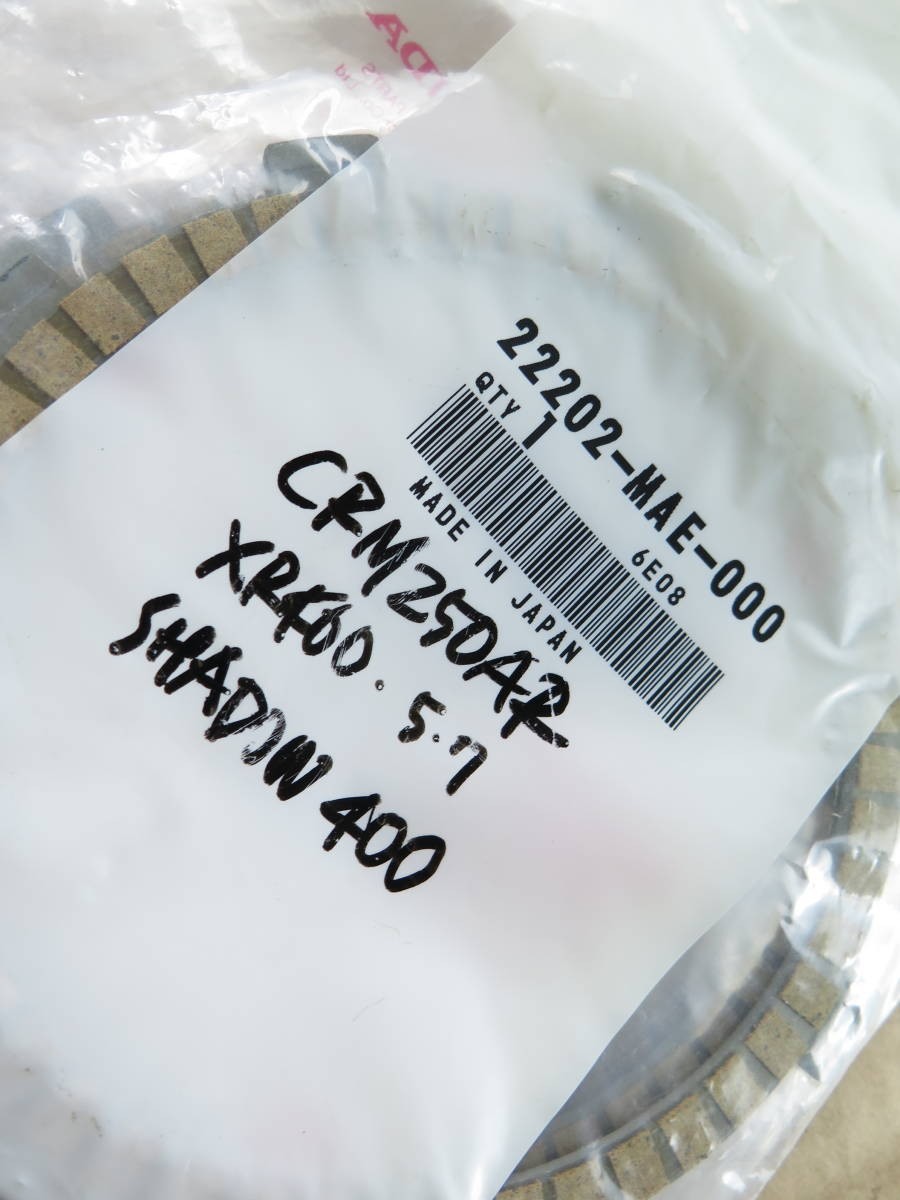 22202-MAE-000
QTY 1
6E08
MADE IN JAPAN
CRM250AR
XR400. 5.7
SHADOW 400